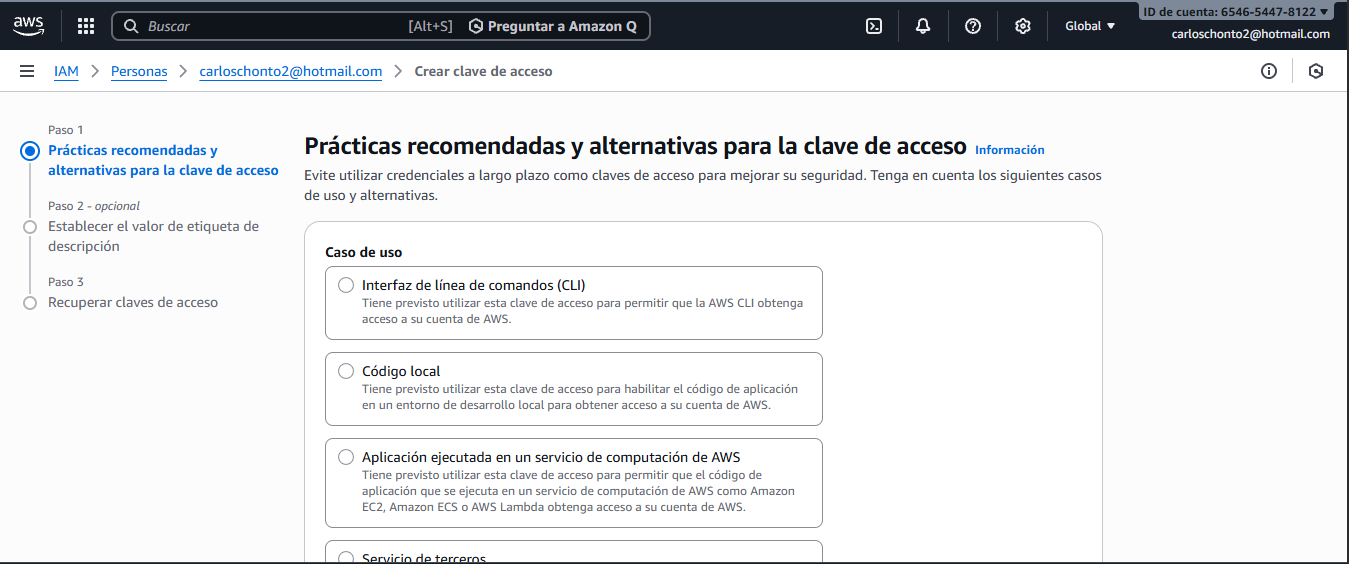 aws
Buscar
[Alt+S]
Preguntar a Amazon Q
Global
ID de cuenta: 6546-5447-8122
carloschonto2@hotmail.com
IAM
Personas
carloschonto2@hotmail.com
Crear clave de acceso
Paso 1
Prácticas recomendadas y
alternativas para la clave de acceso
Paso 2 - opcional
Establecer el valor de etiqueta de
descripción
Paso 3
Recuperar claves de acceso
Prácticas recomendadas y alternativas para la clave de acceso Información
Evite utilizar credenciales a largo plazo como claves de acceso para mejorar su seguridad. Tenga en cuenta los siguientes casos
de uso y alternativas.
Caso de uso
Interfaz de línea de comandos (CLI)
Tiene previsto utilizar esta clave de acceso para permitir que la AWS CLI obtenga
acceso a su cuenta de AWS.
Código local
Tiene previsto utilizar esta clave de acceso para habilitar el código de aplicación
en un entorno de desarrollo local para obtener acceso a su cuenta de AWS.
Aplicación ejecutada en un servicio de computación de AWS
Tiene previsto utilizar esta clave de acceso para permitir que el código de
aplicación que se ejecuta en un servicio de computación de AWS como Amazon
EC2, Amazon ECS o AWS Lambda obtenga acceso a su cuenta de AWS.
Servicio de terceros